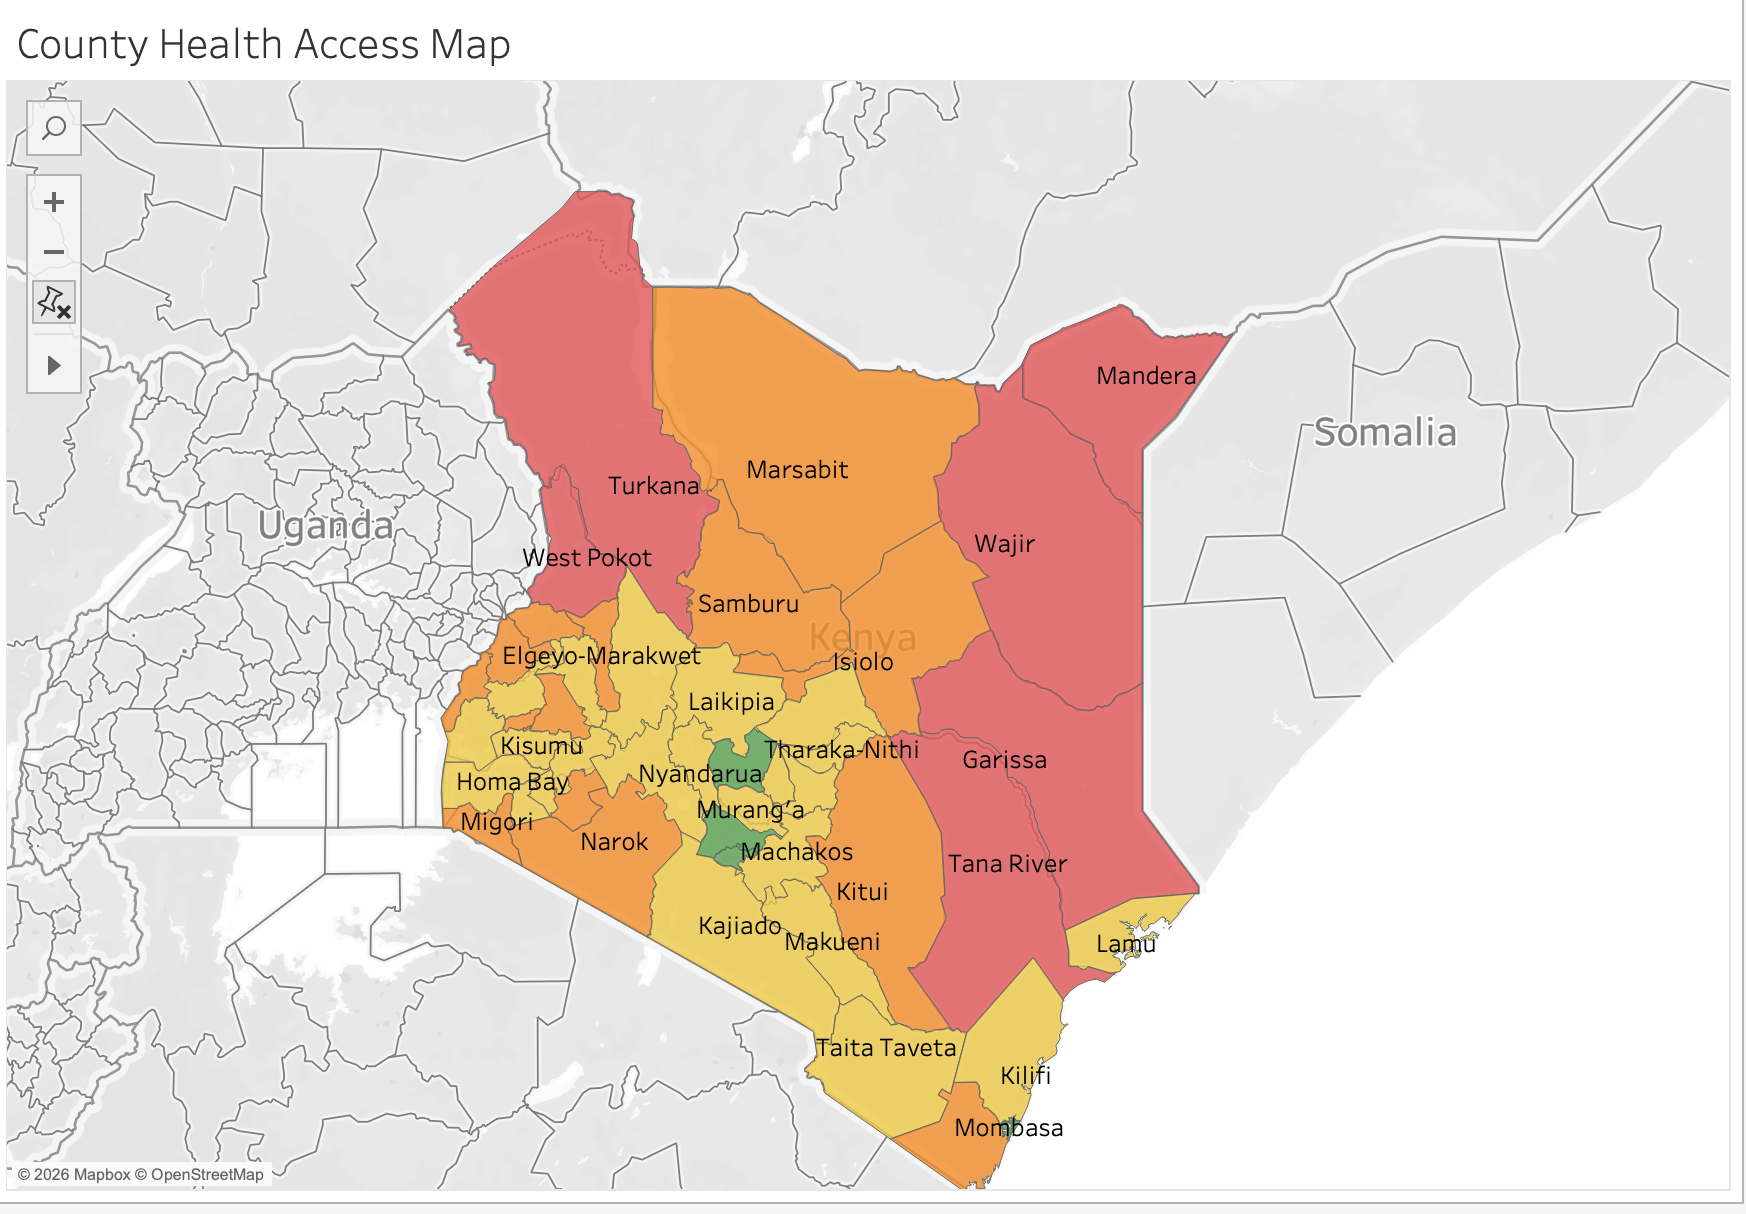 County Health Access Map
Mandera
Somalia
Marsabit
Turkana
Uganda
Wajir
West Pokot
Samburu
Kenya
Elgeyo-Marakwet
Isiolo
Laikipia
Kisumu
Tharaka-Nithi
Garissa
Nyandarua
Homa Bay
Murang’a
Migori
Narok
Machakos
Tana River
Kitui
Kajiado
Makueni
Lamu
Taita Taveta
Kilifi
Mombasa
© 2026 Mapbox © OpenStreetMap